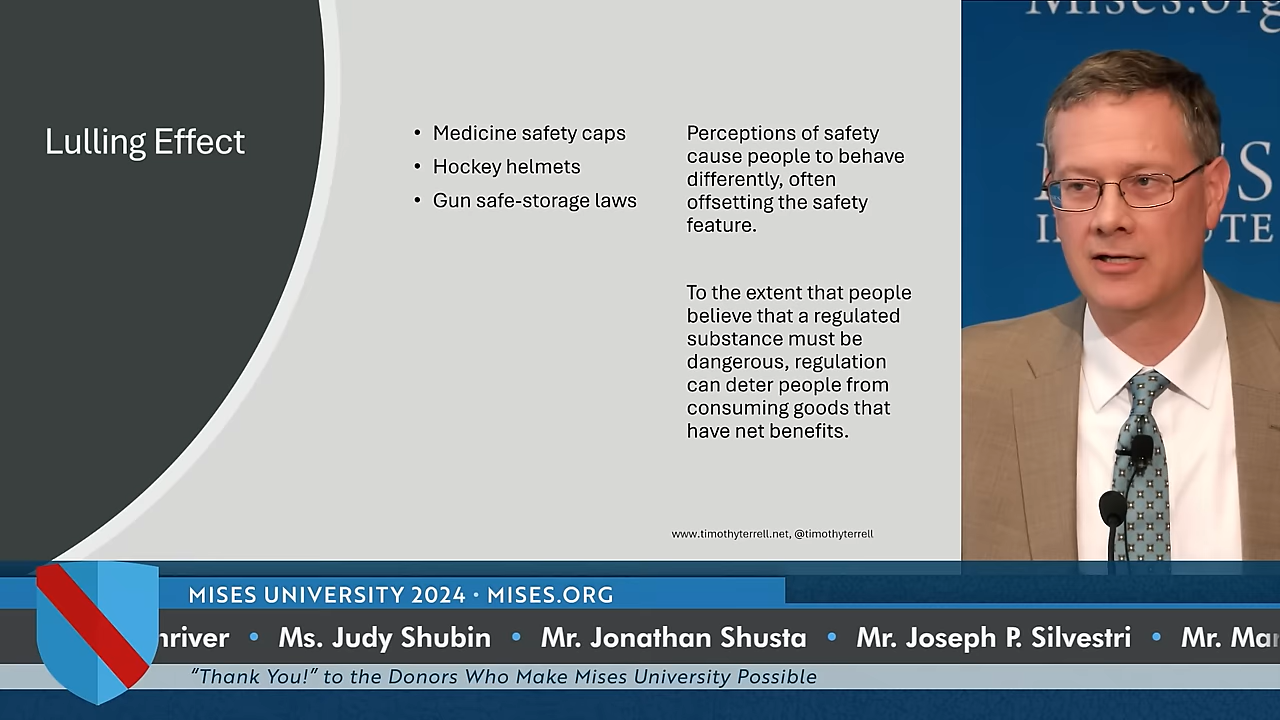 Lulling Effect
• Medicine safety caps
• Hockey helmets
• Gun safe-storage laws
Perceptions of safety
cause people to behave
differently, often
offsetting the safety
feature.
To the extent that people
believe that a regulated
substance must be
dangerous, regulation
can deter people from
consuming goods that
have net benefits.
www.timothyterrell.net, @timothyterrell
Mises.org
MISES UNIVERSITY 2024 • MISES.ORG
hriver • Ms. Judy Shubin • Mr. Jonathan Shusta • Mr. Joseph P. Silvestri • Mr. Mar
“Thank You!” to the Donors Who Make Mises University Possible